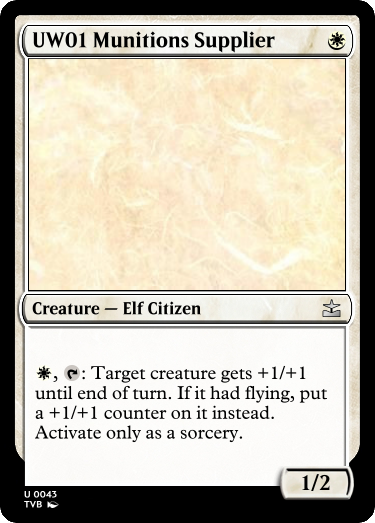 UW01 Munitions Supplier
Creature — Elf Citizen
, : Target creature gets +1/+1
until end of turn. If it had flying, put
a +1/+1 counter on it instead.
Activate only as a sorcery.
1/2
U 0043
TVB